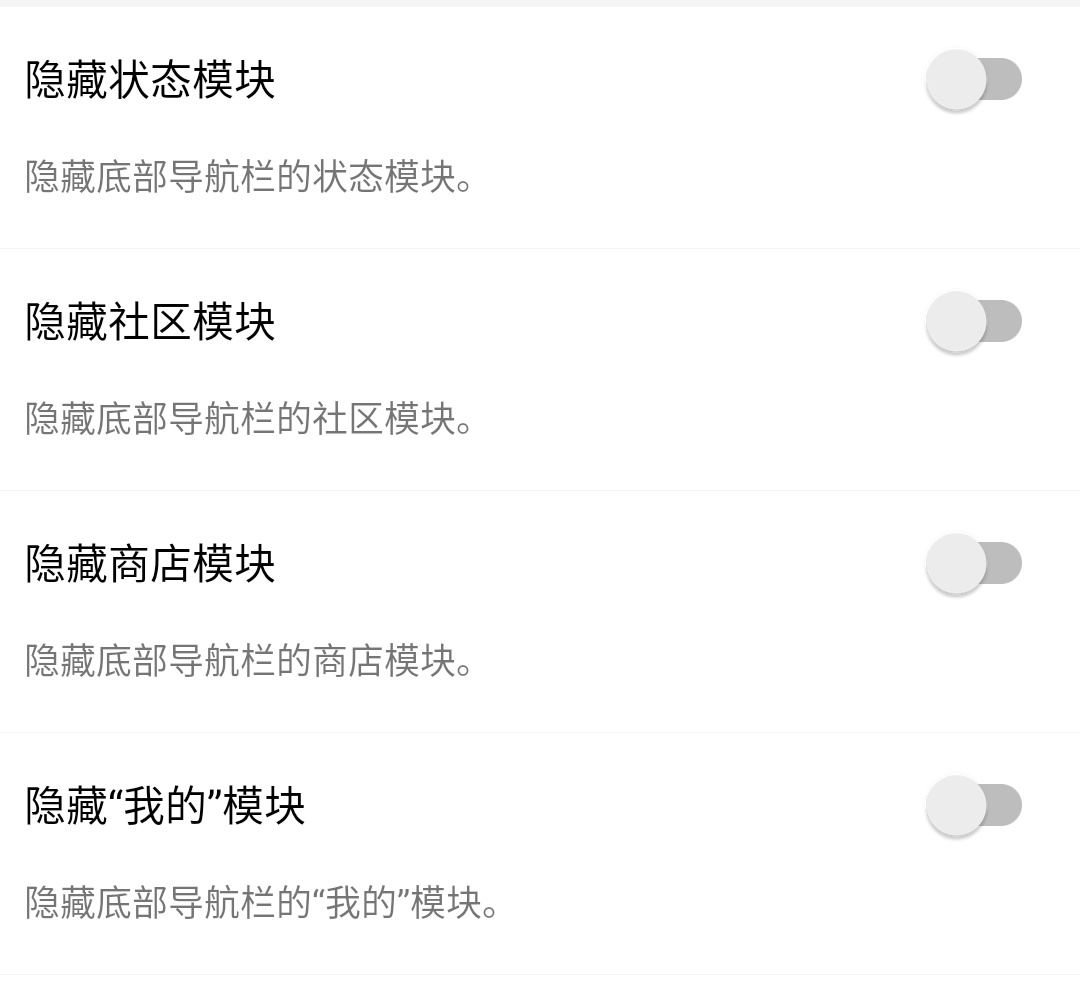 隐藏状态模块
隐藏底部导航栏的状态模块。
隐藏社区模块
隐藏底部导航栏的社区模块。
隐藏商店模块
隐藏底部导航栏的商店模块。
隐藏“我的”模块
隐藏底部导航栏的“我的”模块。